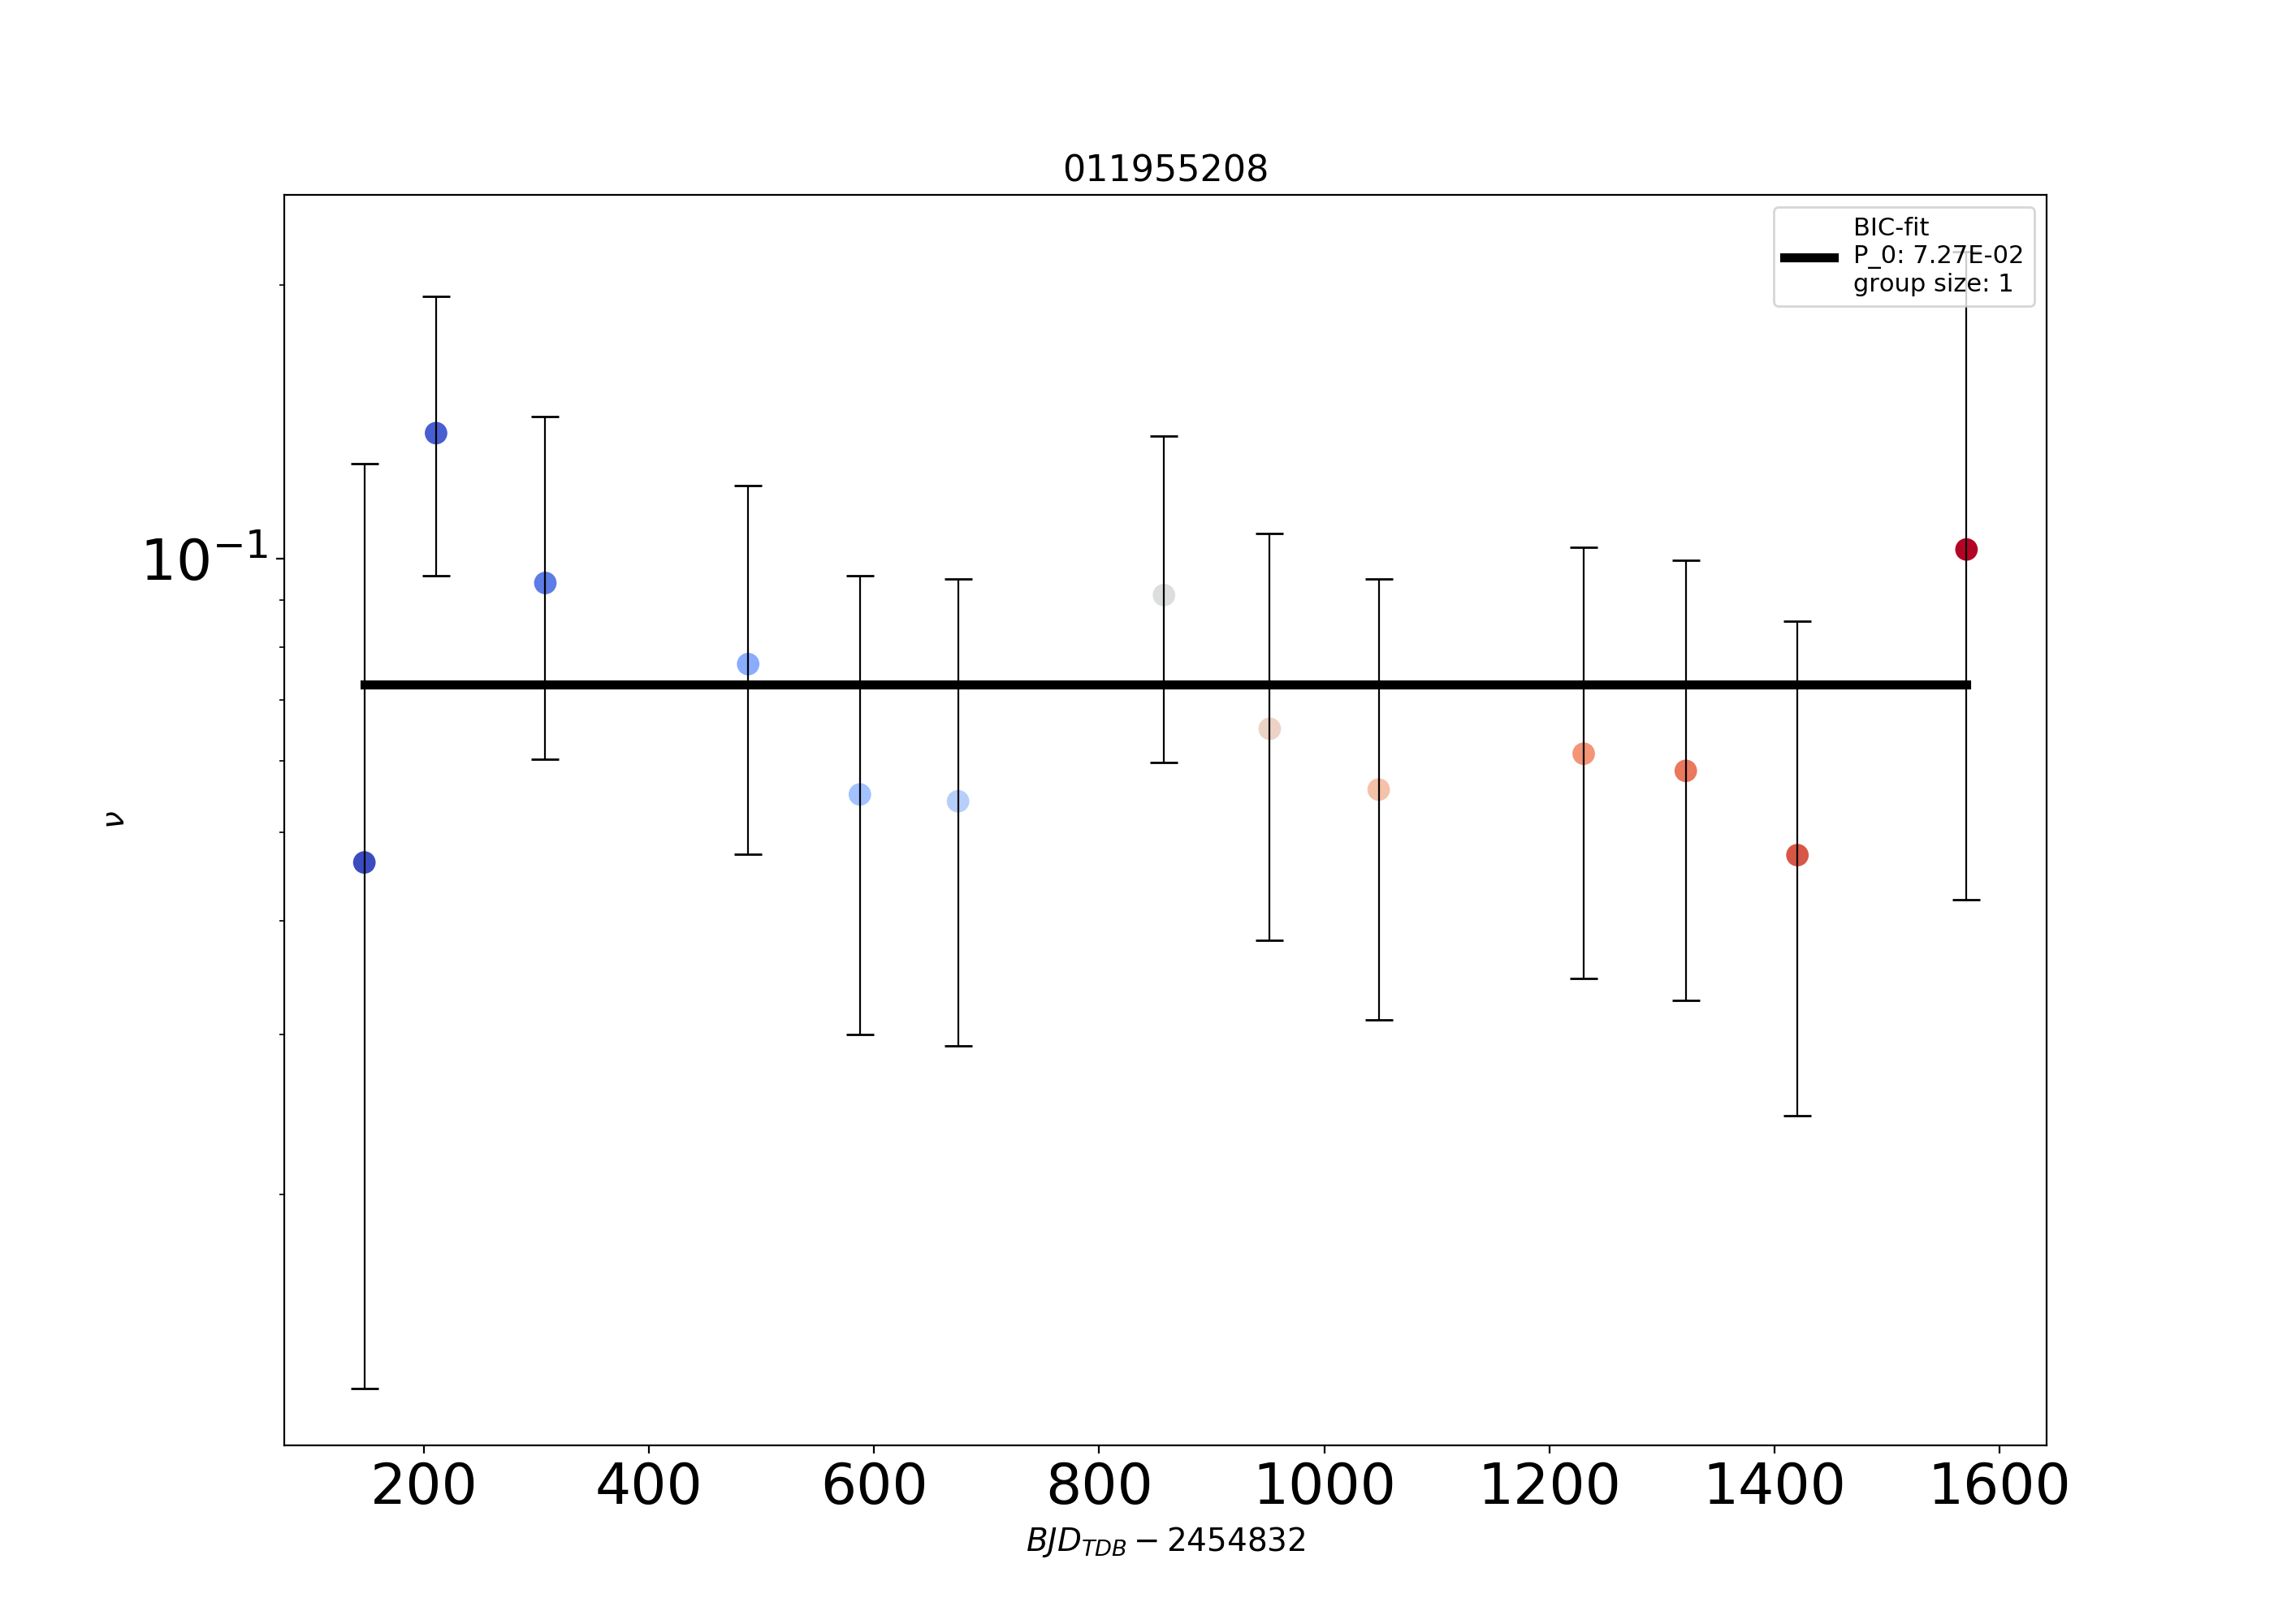 011955208
BIC-fit
P_0: 7.27E-02
group size: 1
10⁻¹
ν
200 400 600 800 1000 1200 1400 1600
BJD_TDB − 2454832